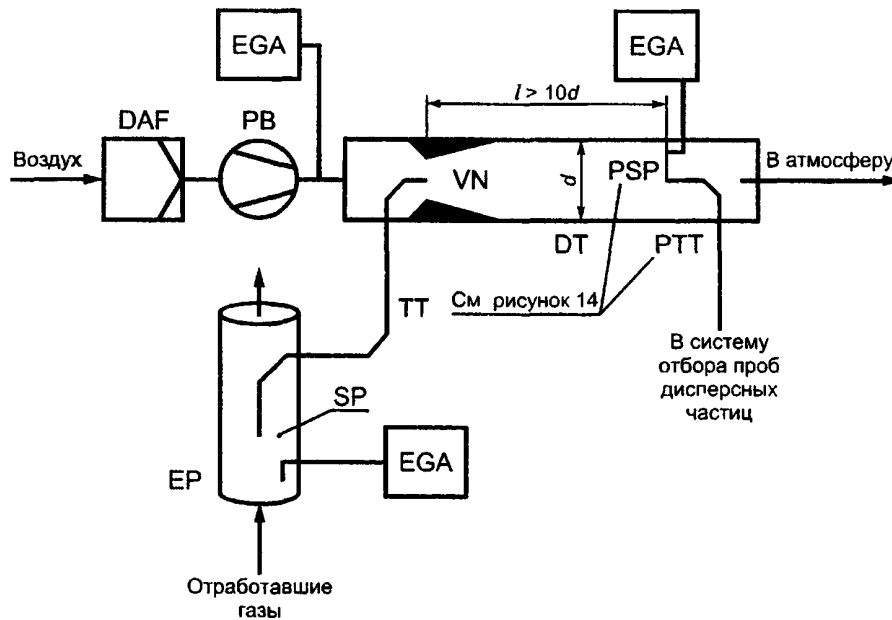 EGA
EGA
l > 10d
DAF
PB
Воздух
VN
d
PSP
В атмосферу
DT
PTT
TT
См рисунок 14
В систему
отбора проб
дисперсных
частиц
SP
EP
EGA
Отработавшие
газы